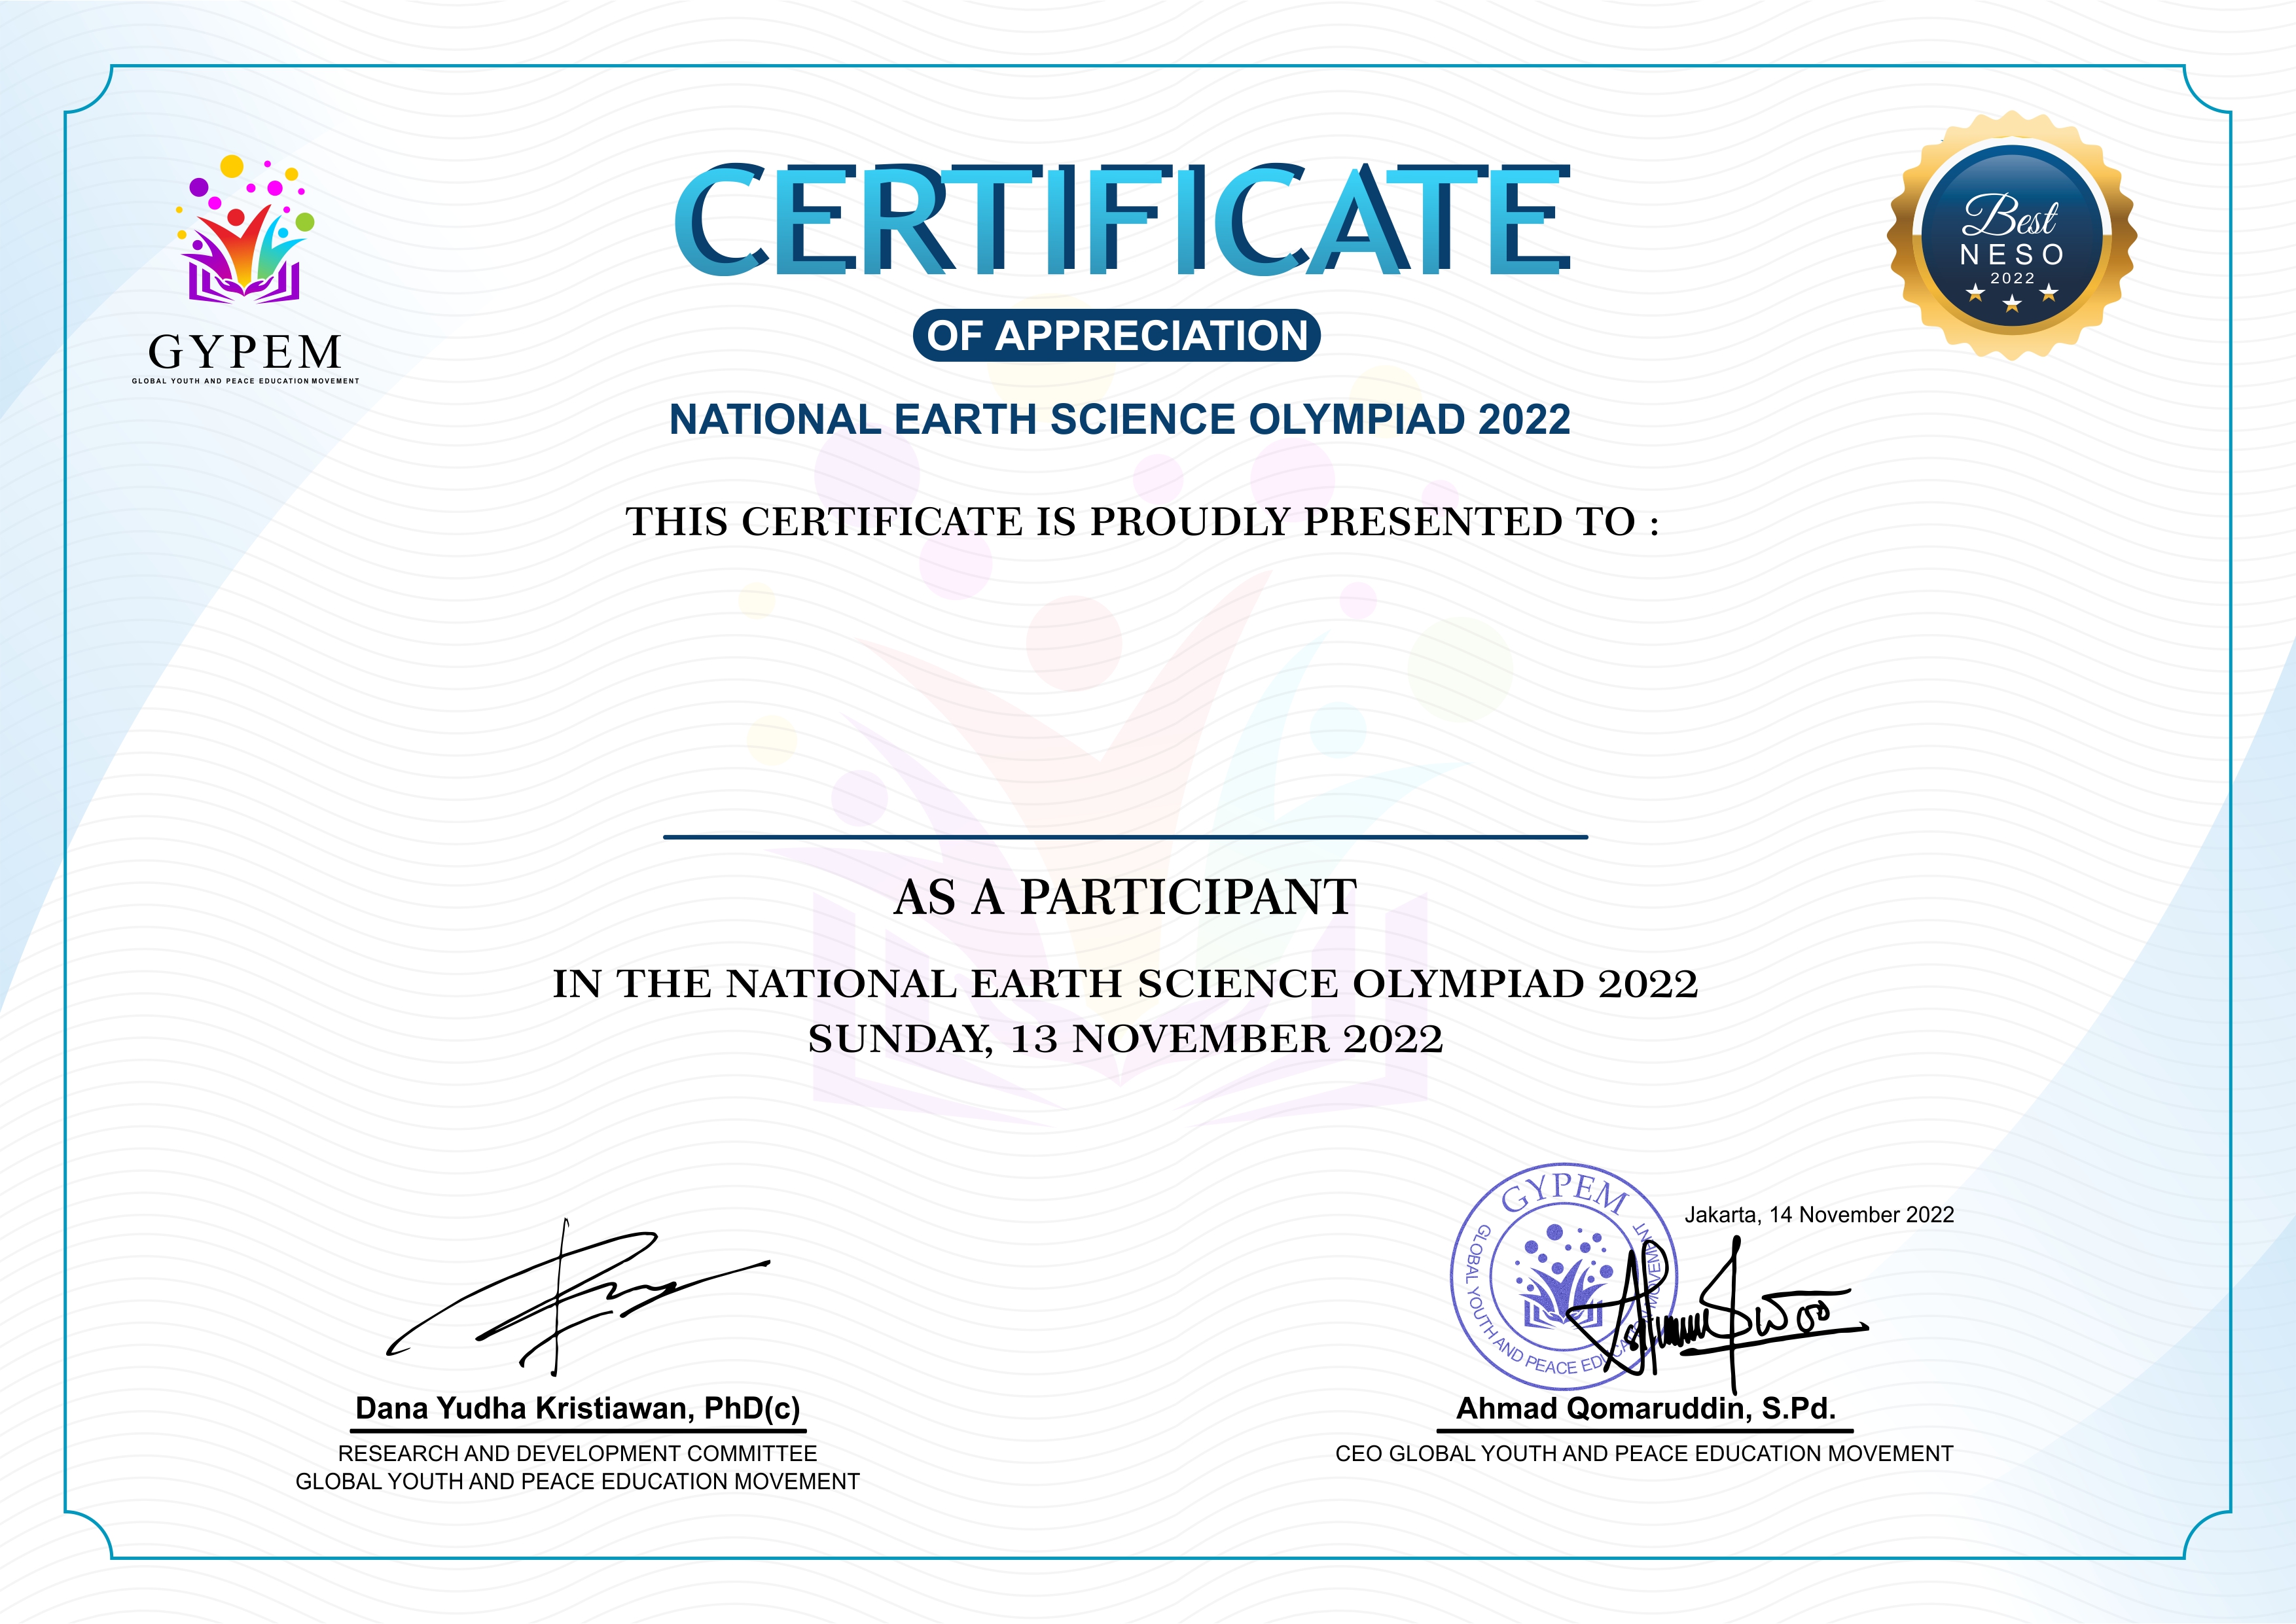 GYPEM
GLOBAL YOUTH AND PEACE EDUCATION MOVEMENT
CERTIFICATE
OF APPRECIATION
Best
NESO
2022
NATIONAL EARTH SCIENCE OLYMPIAD 2022
THIS CERTIFICATE IS PROUDLY PRESENTED TO :
AS A PARTICIPANT
IN THE NATIONAL EARTH SCIENCE OLYMPIAD 2022
SUNDAY, 13 NOVEMBER 2022
GYPEM
GLOBAL YOUTH AND PEACE EDUCATION MOVEMENT
Jakarta, 14 November 2022
Dana Yudha Kristiawan, PhD(c)
RESEARCH AND DEVELOPMENT COMMITTEE
GLOBAL YOUTH AND PEACE EDUCATION MOVEMENT
Ahmad Qomaruddin, S.Pd.
CEO GLOBAL YOUTH AND PEACE EDUCATION MOVEMENT